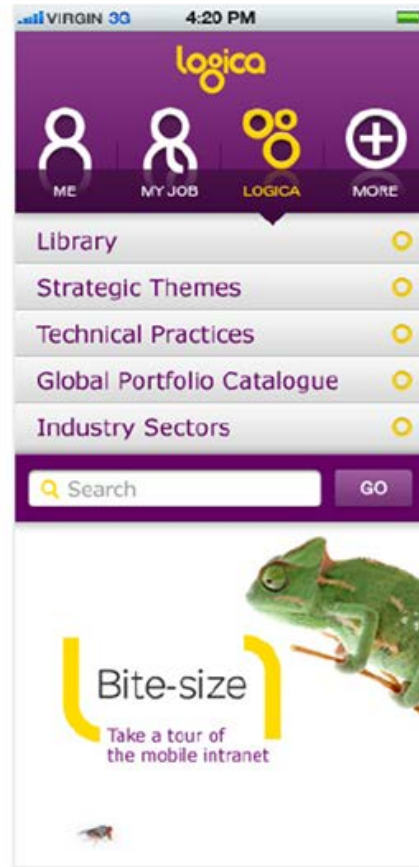 VIRGIN 3G 4:20 PM
logica
ME MY JOB LOGICA MORE
Library
Strategic Themes
Technical Practices
Global Portfolio Catalogue
Industry Sectors
Search GO
Bite-size
Take a tour of
the mobile intranet